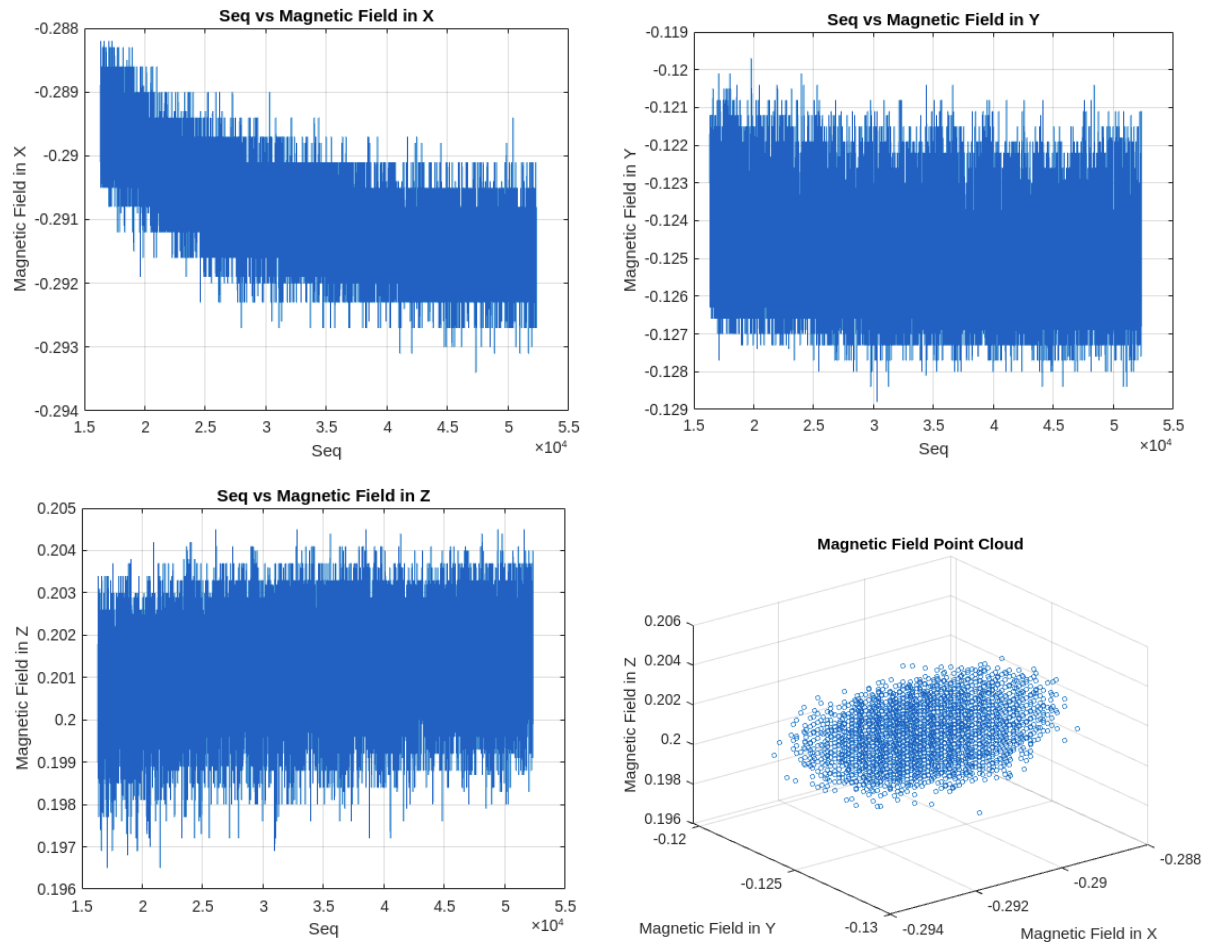 Seq vs Magnetic Field in X
-0.288
-0.289
-0.29
-0.291
-0.292
-0.293
-0.294
Magnetic Field in X
1.5 2 2.5 3 3.5 4 4.5 5 5.5
Seq
×10⁴
Seq vs Magnetic Field in Y
-0.119
-0.12
-0.121
-0.122
-0.123
-0.124
-0.125
-0.126
-0.127
-0.128
-0.129
Magnetic Field in Y
1.5 2 2.5 3 3.5 4 4.5 5 5.5
Seq
×10⁴
Seq vs Magnetic Field in Z
0.205
0.204
0.203
0.202
0.201
0.2
0.199
0.198
0.197
0.196
Magnetic Field in Z
1.5 2 2.5 3 3.5 4 4.5 5 5.5
Seq
×10⁴
Magnetic Field Point Cloud
0.206
0.204
0.202
0.2
0.198
0.196
Magnetic Field in Z
-0.12
-0.125
-0.13
Magnetic Field in Y
-0.294
-0.292
-0.29
-0.288
Magnetic Field in X